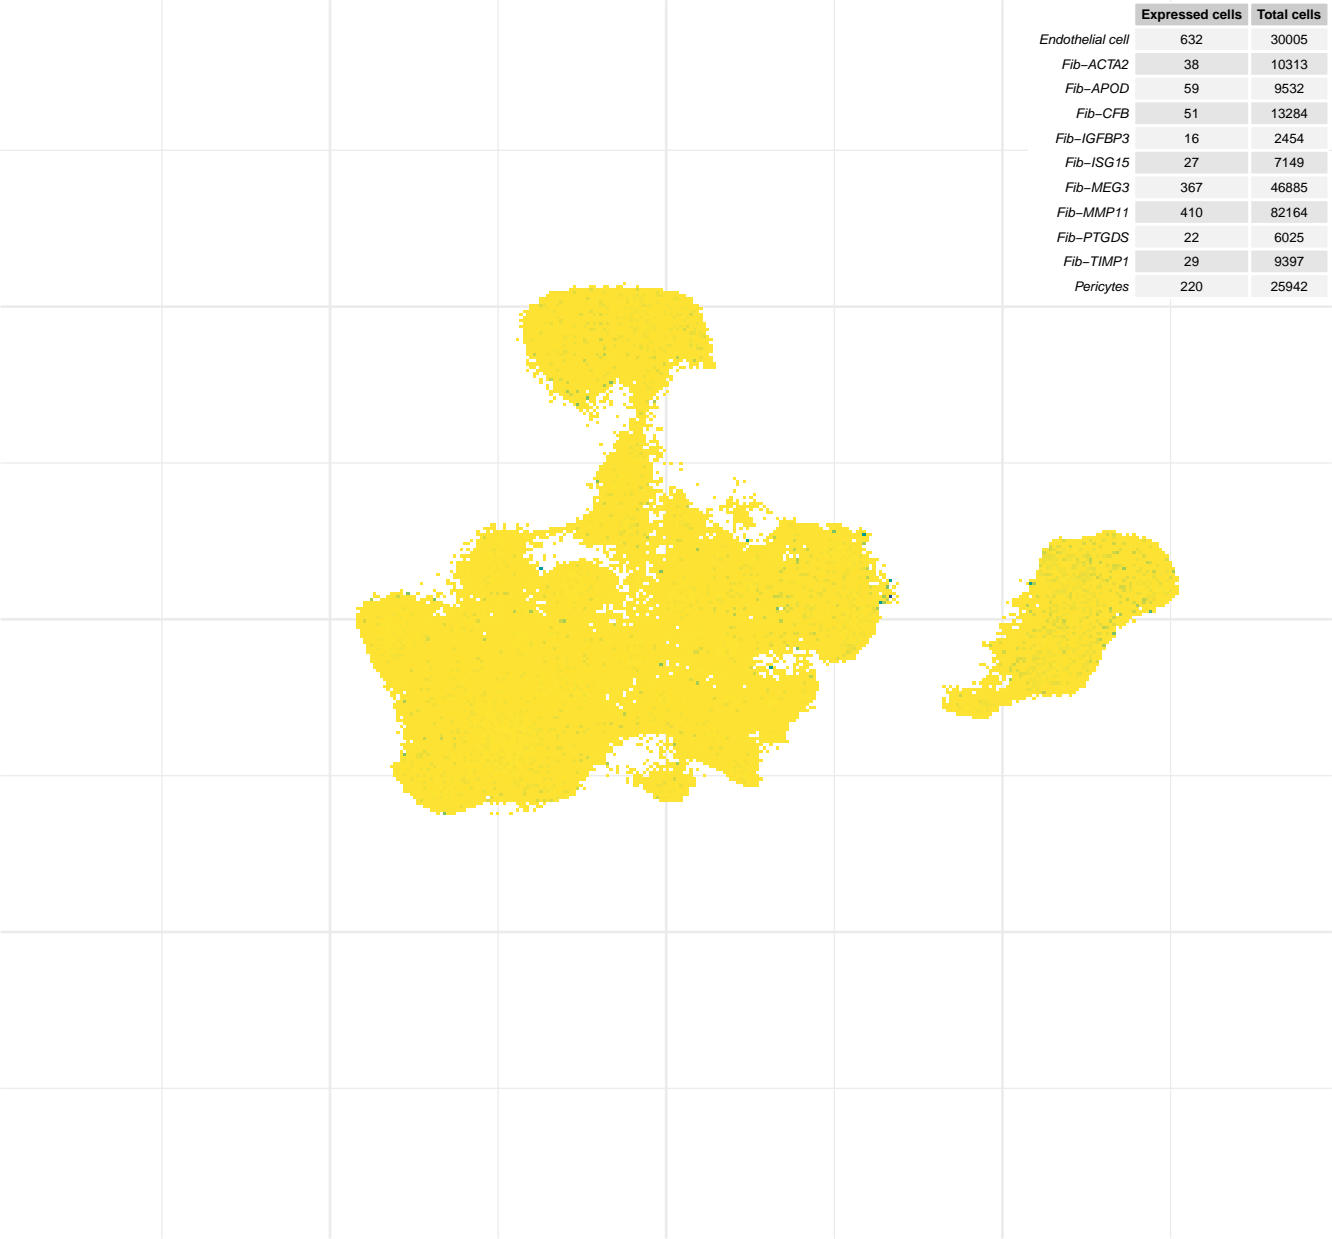 Expressed cells Total cells
Endothelial cell 632 30005
Fib−ACTA2 38 10313
Fib−APOD 59 9532
Fib−CFB 51 13284
Fib−IGFBP3 16 2454
Fib−ISG15 27 7149
Fib−MEG3 367 46885
Fib−MMP11 410 82164
Fib−PTGDS 22 6025
Fib−TIMP1 29 9397
Pericytes 220 25942